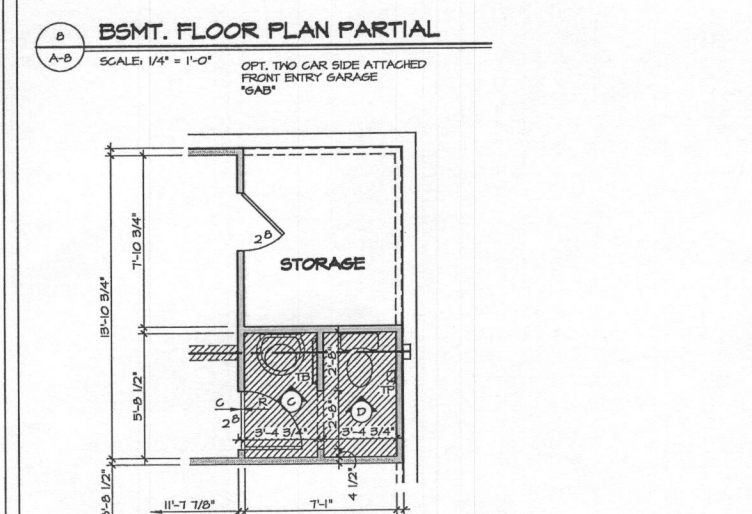 8
A-8
BSMT. FLOOR PLAN PARTIAL
SCALE: 1/4" = 1'-0"
OPT. TWO CAR SIDE ATTACHED
FRONT ENTRY GARAGE
"GAB"
7'-10 3/4"
2⁸
STORAGE
13'-10 3/4"
5'-8 1/2"
2'-8"
TB
C
C
D
2⁸
2'-8"
3'-4 3/4"
3'-4 3/4"
4 1/2"
'-8 1/2"
11'-7 7/8"
7'-1"